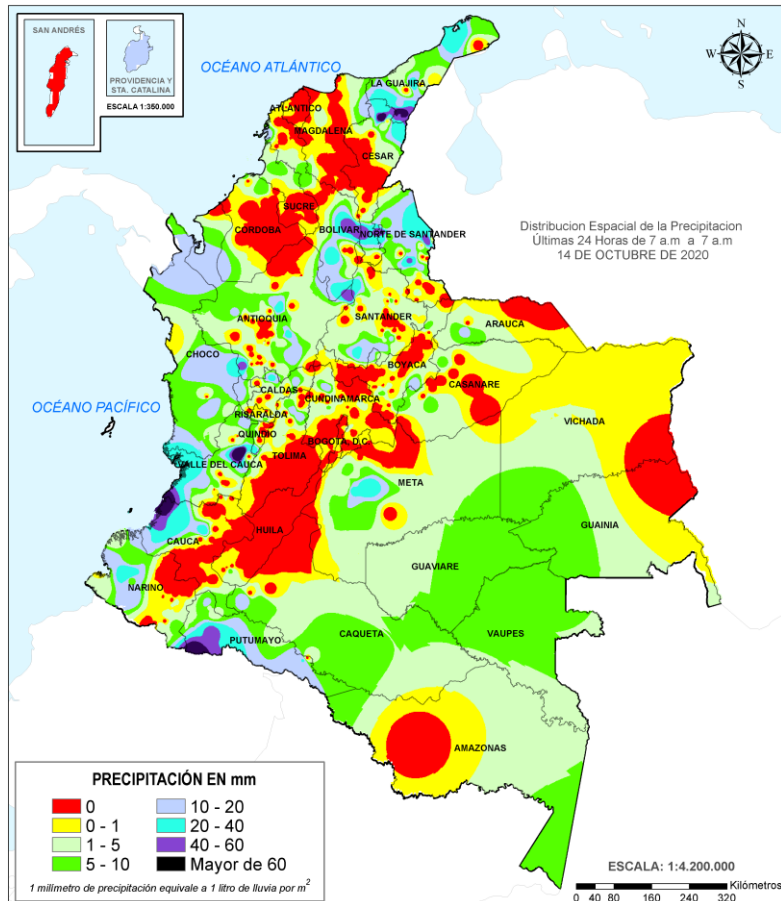 SAN ANDRÉS
PROVIDENCIA Y
STA. CATALINA
ESCALA 1:350.000
OCÉANO ATLÁNTICO
N
W
E
S
LA GUAJIRA
ATLÁNTICO
MAGDALENA
CESAR
SUCRE
CORDOBA
BOLIVAR
NORTE DE SANTANDER
Distribucion Espacial de la Precipitacion
Últimas 24 Horas de 7 a.m a 7 a.m
14 DE OCTUBRE DE 2020
ANTIOQUIA
SANTANDER
ARAUCA
CHOCO
BOYACA
CASANARE
CALDAS
CUNDINAMARCA
OCÉANO PACÍFICO
RISARALDA
VICHADA
QUINDIO
BOGOTA, D.C
TOLIMA
VALLE DEL CAUCA
META
HUILA
GUAINIA
CAUCA
GUAVIARE
NARIÑO
PUTUMAYO
CAQUETA
VAUPES
AMAZONAS
PRECIPITACIÓN EN mm
0
10 - 20
0 - 1
20 - 40
1 - 5
40 - 60
5 - 10
Mayor de 60
1 milímetro de precipitación equivale a 1 litro de lluvia por m²
ESCALA: 1:4.200.000
Kilómetros
0 40 80 160 240 320